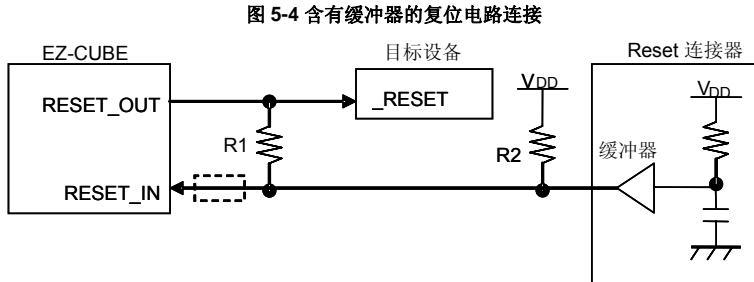 图 5-4 含有缓冲器的复位电路连接
EZ-CUBE
目标设备
Reset 连接器
RESET_OUT
_RESET
VDD
VDD
R1
R2
缓冲器
RESET_IN